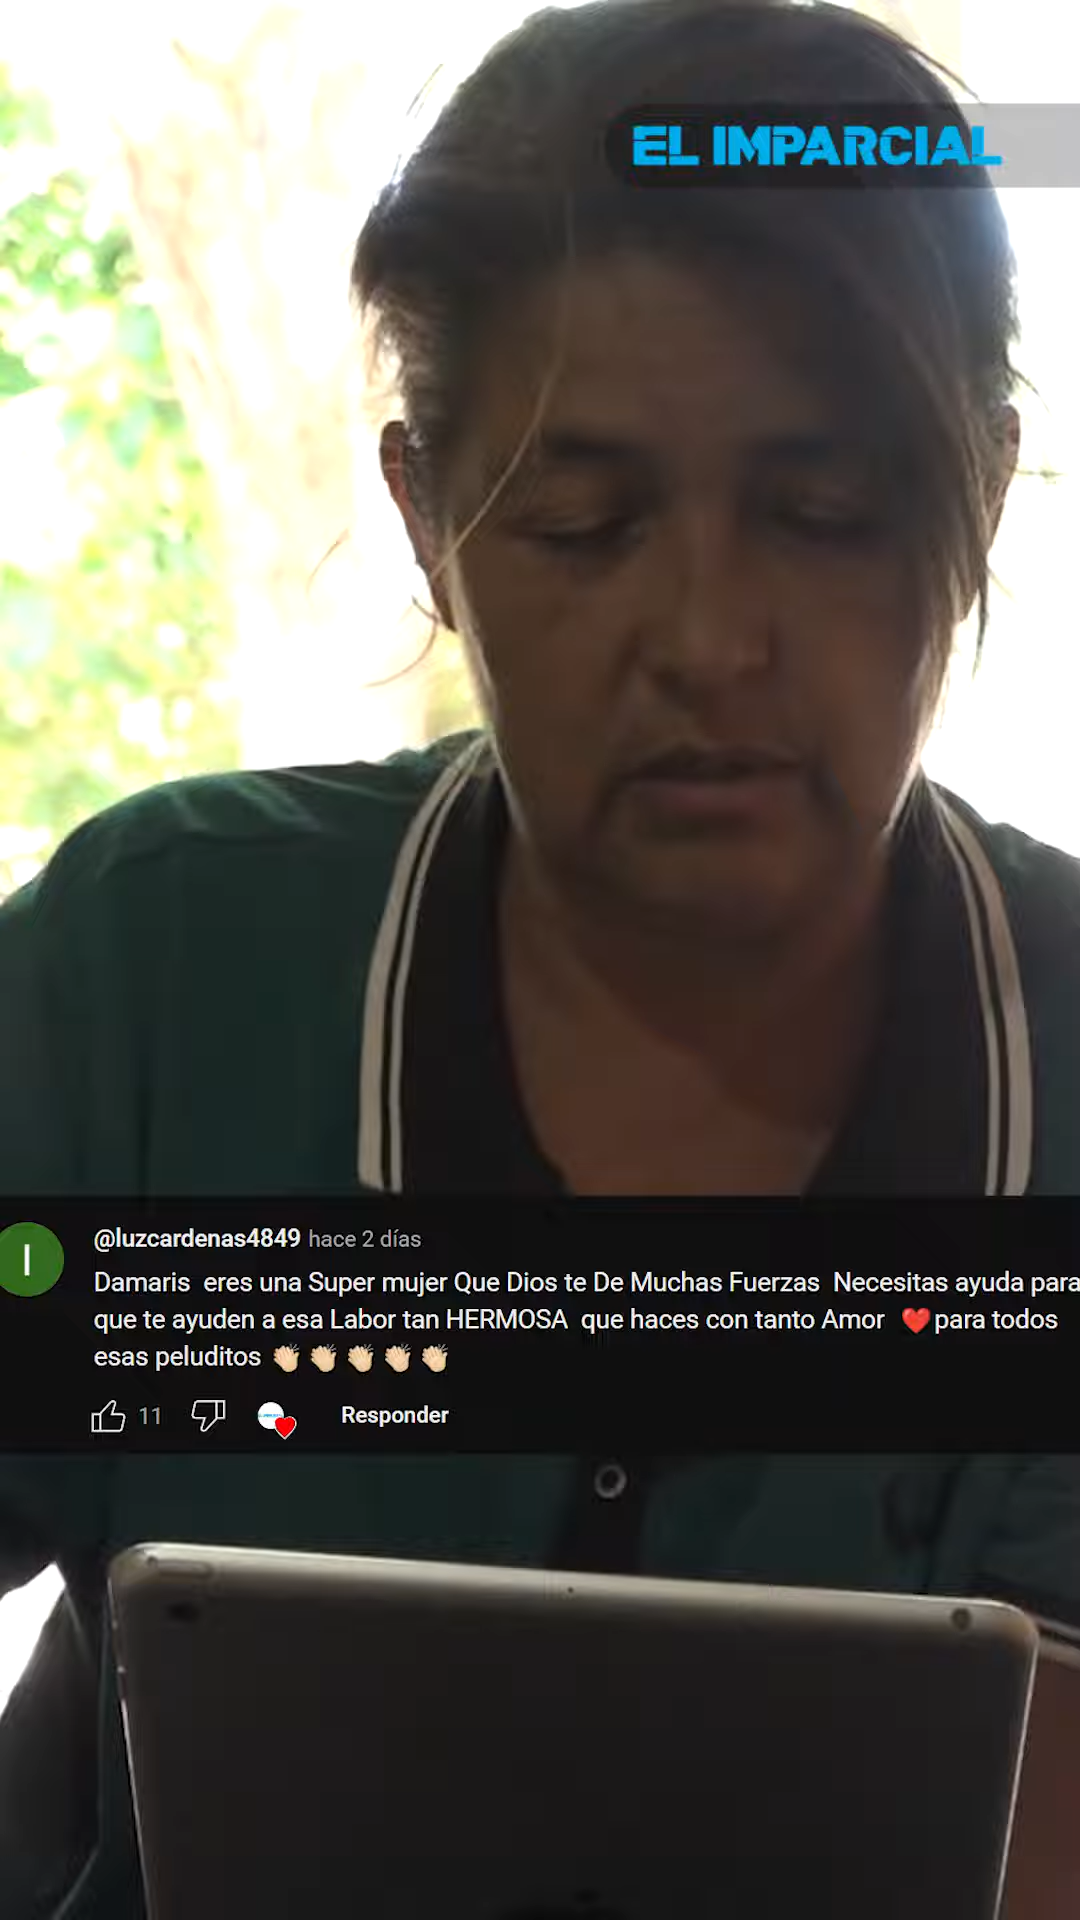 EL IMPARCIAL
l
@luzcardenas4849 hace 2 días
Damaris eres una Super mujer Que Dios te De Muchas Fuerzas Necesitas ayuda para
que te ayuden a esa Labor tan HERMOSA que haces con tanto Amor ❤️para todos
esas peluditos 👏🏻👏🏻👏🏻👏🏻👏🏻
11
Responder